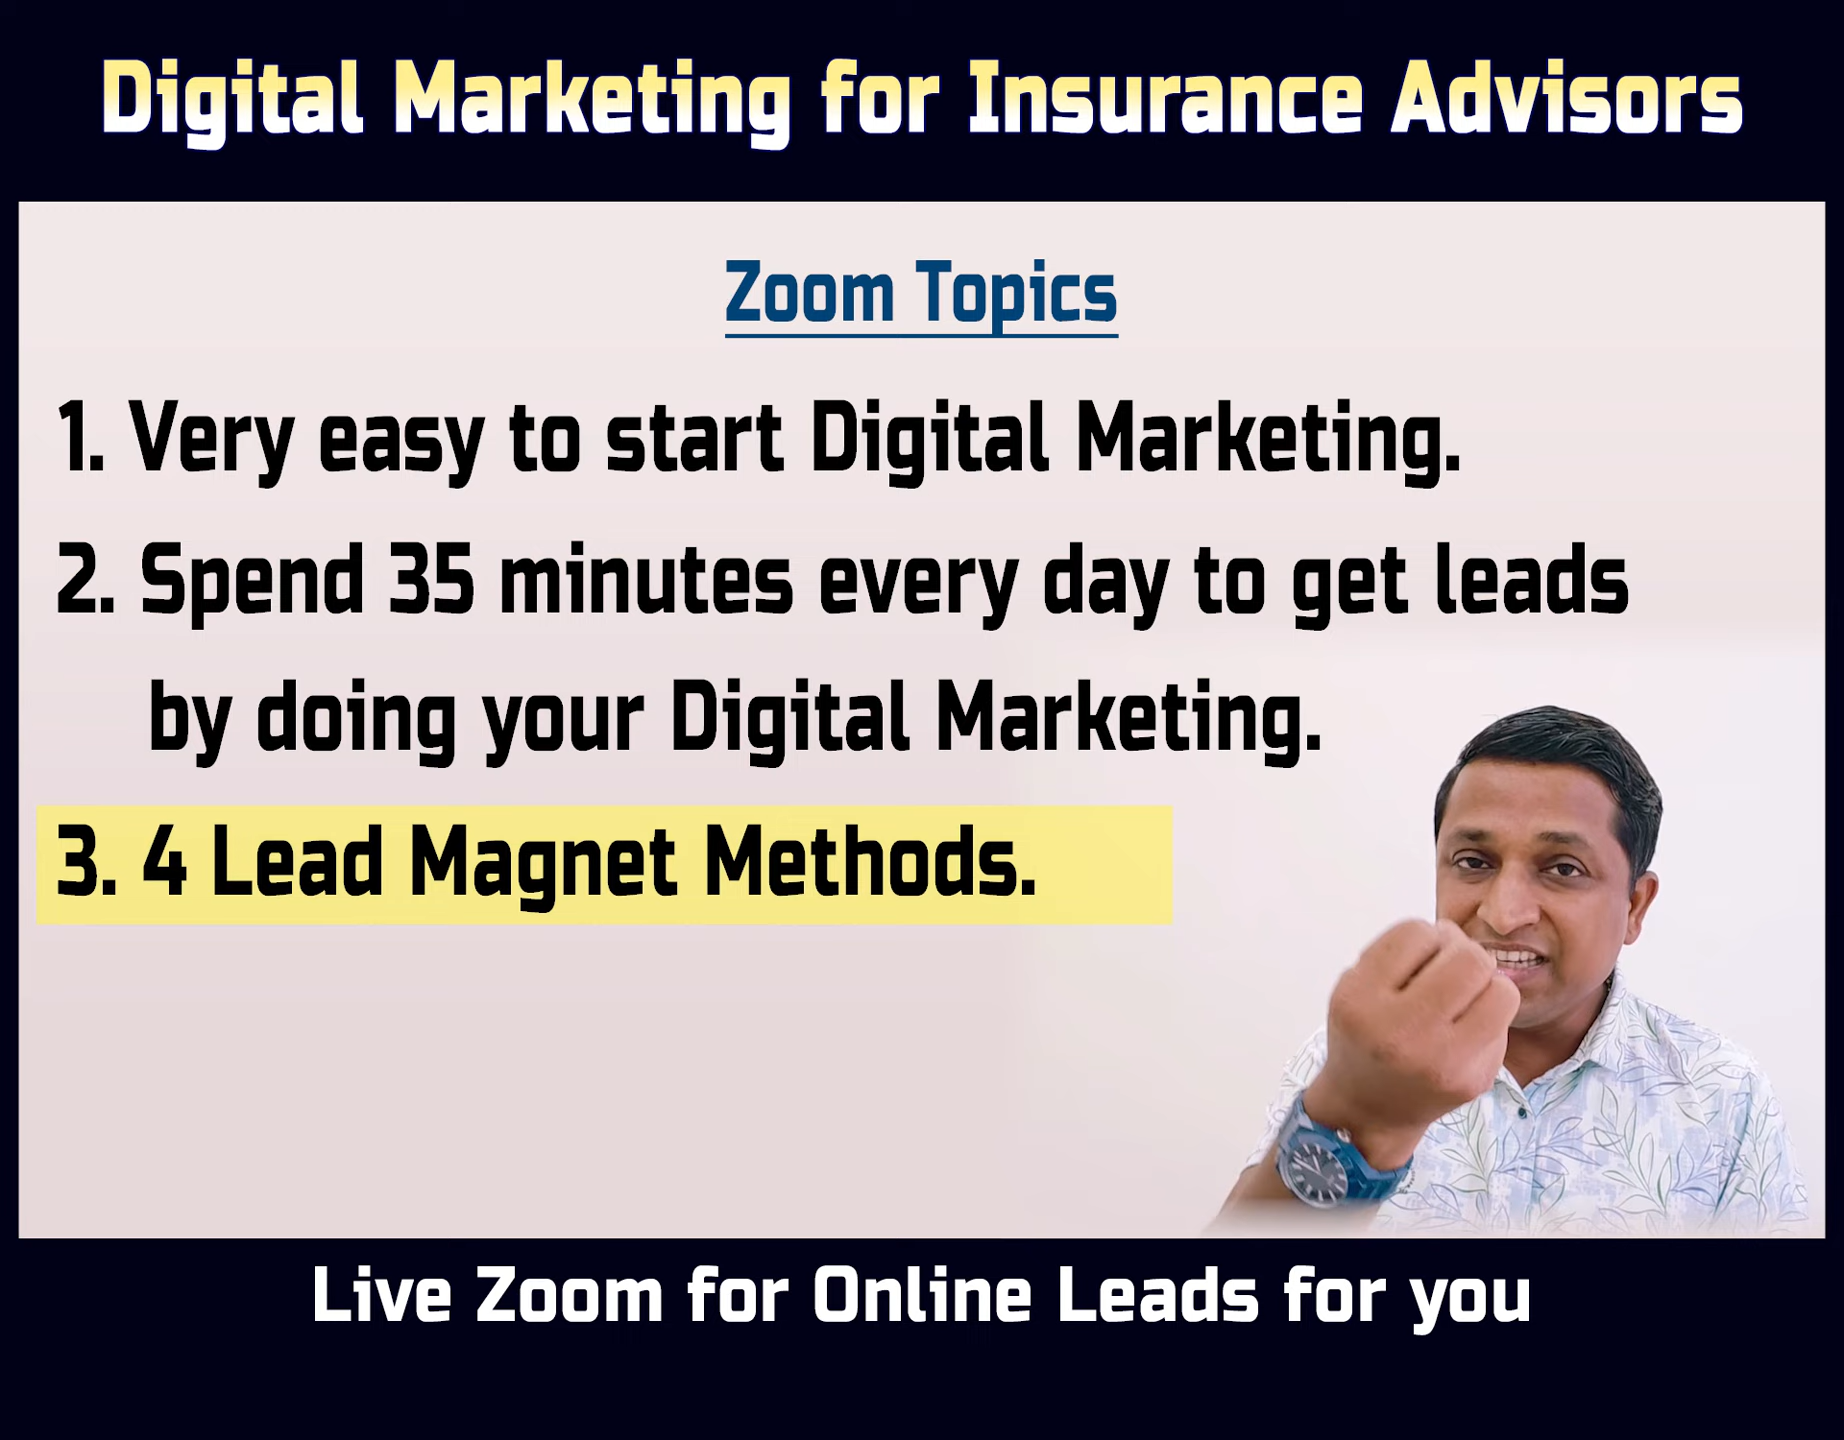 Digital Marketing for Insurance Advisors
Zoom Topics
1. Very easy to start Digital Marketing.
2. Spend 35 minutes every day to get leads
by doing your Digital Marketing.
3. 4 Lead Magnet Methods.
Live Zoom for Online Leads for you